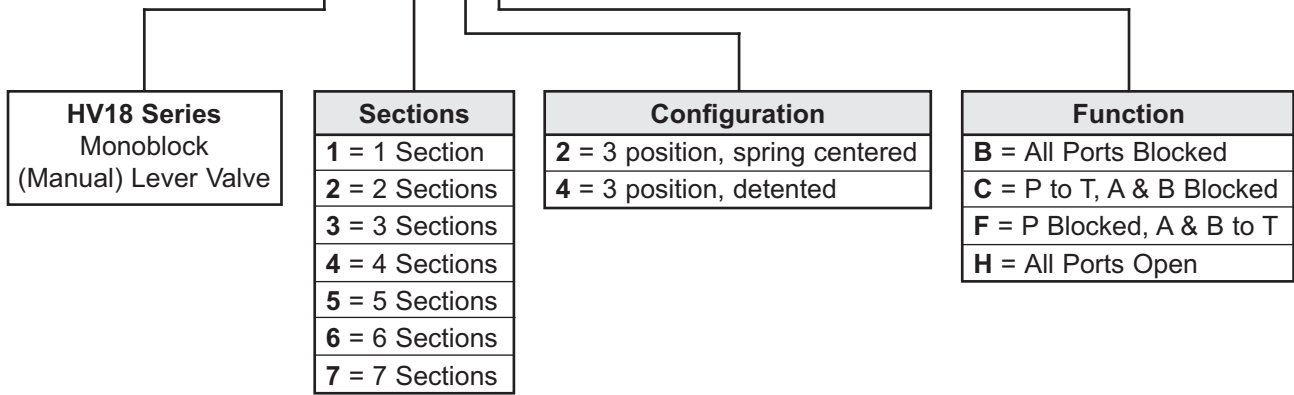 HV18 Series
Monoblock
(Manual) Lever Valve
Sections
1 = 1 Section
2 = 2 Sections
3 = 3 Sections
4 = 4 Sections
5 = 5 Sections
6 = 6 Sections
7 = 7 Sections
Configuration
2 = 3 position, spring centered
4 = 3 position, detented
Function
B = All Ports Blocked
C = P to T, A & B Blocked
F = P Blocked, A & B to T
H = All Ports Open